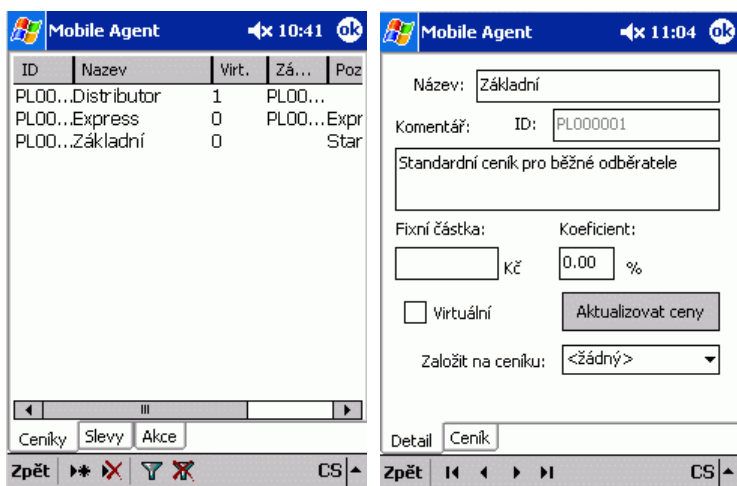 Mobile Agent 10:41 ok
ID Nazev Virt. Zá... Poz
PL00...Distributor 1 PL00...
PL00...Express 0 PL00...Expr
PL00...Základní 0 Star
Ceníky Slevy Akce
Zpět CS
Mobile Agent 11:04 ok
Název: Základní
Komentář: ID: PL000001
Standardní ceník pro běžné odběratele
Fixní částka: Koeficient:
Kč 0.00 %
Virtuální Aktualizovat ceny
Založit na ceníku: <žádný>
Detail Ceník
Zpět CS